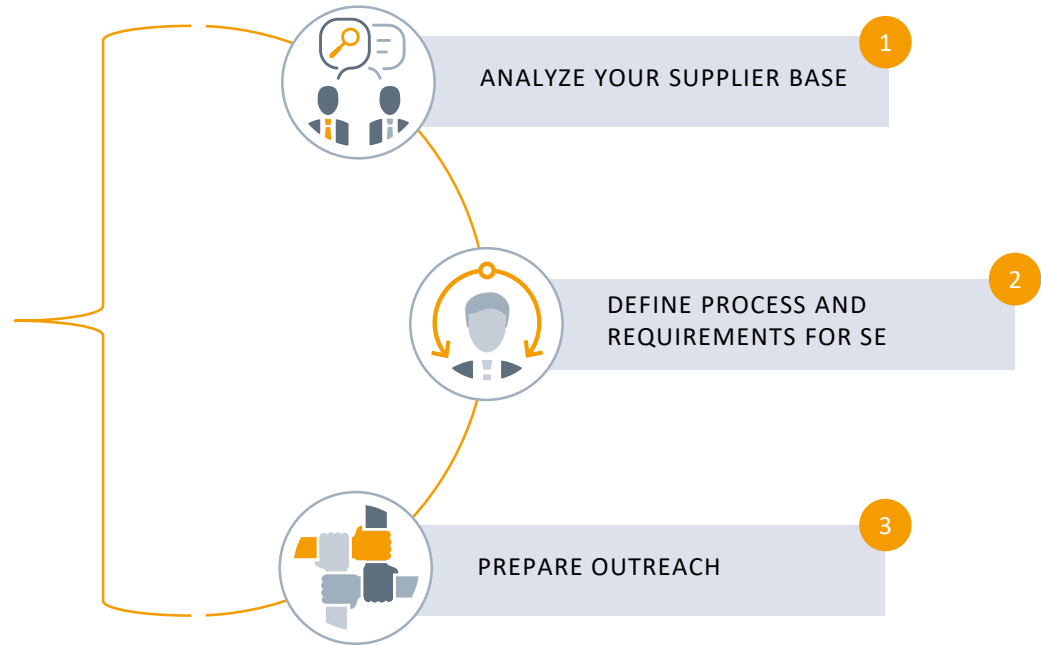 1
ANALYZE YOUR SUPPLIER BASE
2
DEFINE PROCESS AND
REQUIREMENTS FOR SE
3
PREPARE OUTREACH